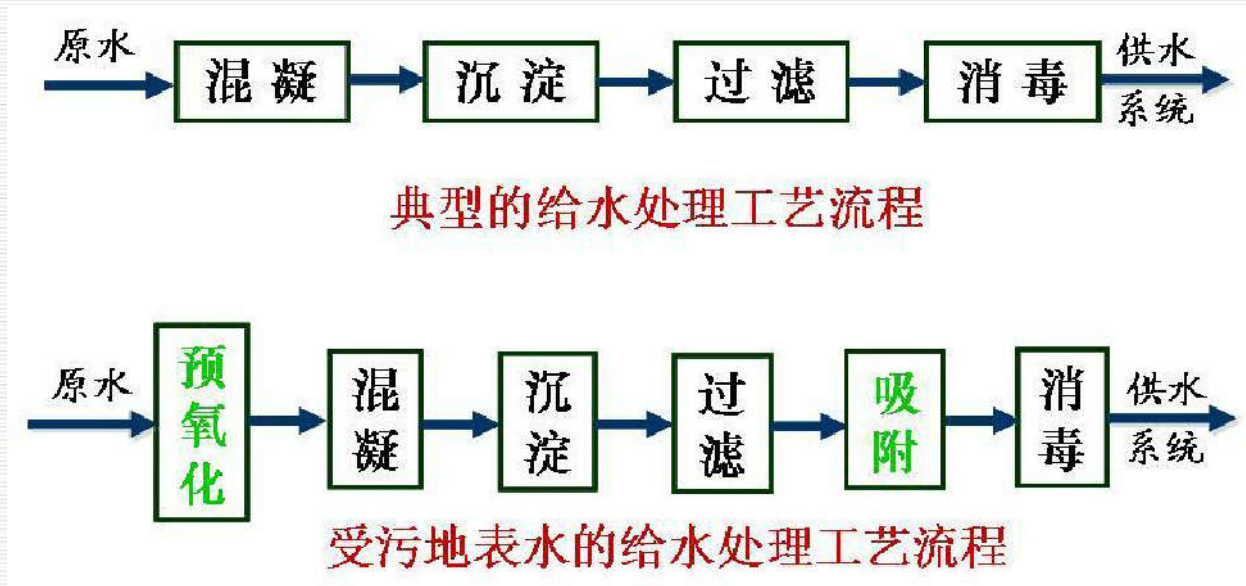 原水
混凝
沉淀
过滤
消毒
供水
系统
典型的给水处理工艺流程
原水
预氧化
混凝
沉淀
过滤
吸附
消毒
供水
系统
受污地表水的给水处理工艺流程